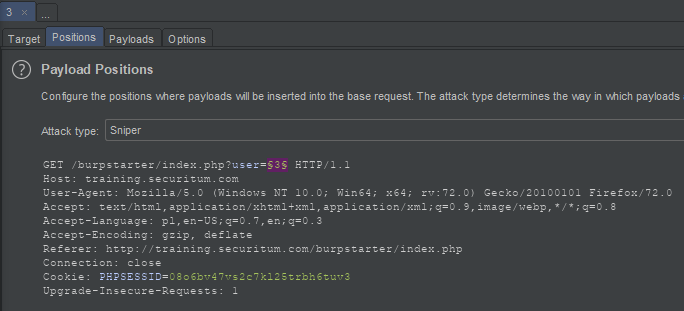 3 × ...
Target Positions Payloads Options
? Payload Positions
Configure the positions where payloads will be inserted into the base request. The attack type determines the way in which payloads
Attack type: Sniper
GET /burpstarter/index.php?user=§3§ HTTP/1.1
Host: training.securitum.com
User-Agent: Mozilla/5.0 (Windows NT 10.0; Win64; x64; rv:72.0) Gecko/20100101 Firefox/72.0
Accept: text/html,application/xhtml+xml,application/xml;q=0.9,image/webp,*/*;q=0.8
Accept-Language: pl,en-US;q=0.7,en;q=0.3
Accept-Encoding: gzip, deflate
Referer: http://training.securitum.com/burpstarter/index.php
Connection: close
Cookie: PHPSESSID=08o6bv47vs2c7kl25trbh6tuv3
Upgrade-Insecure-Requests: 1